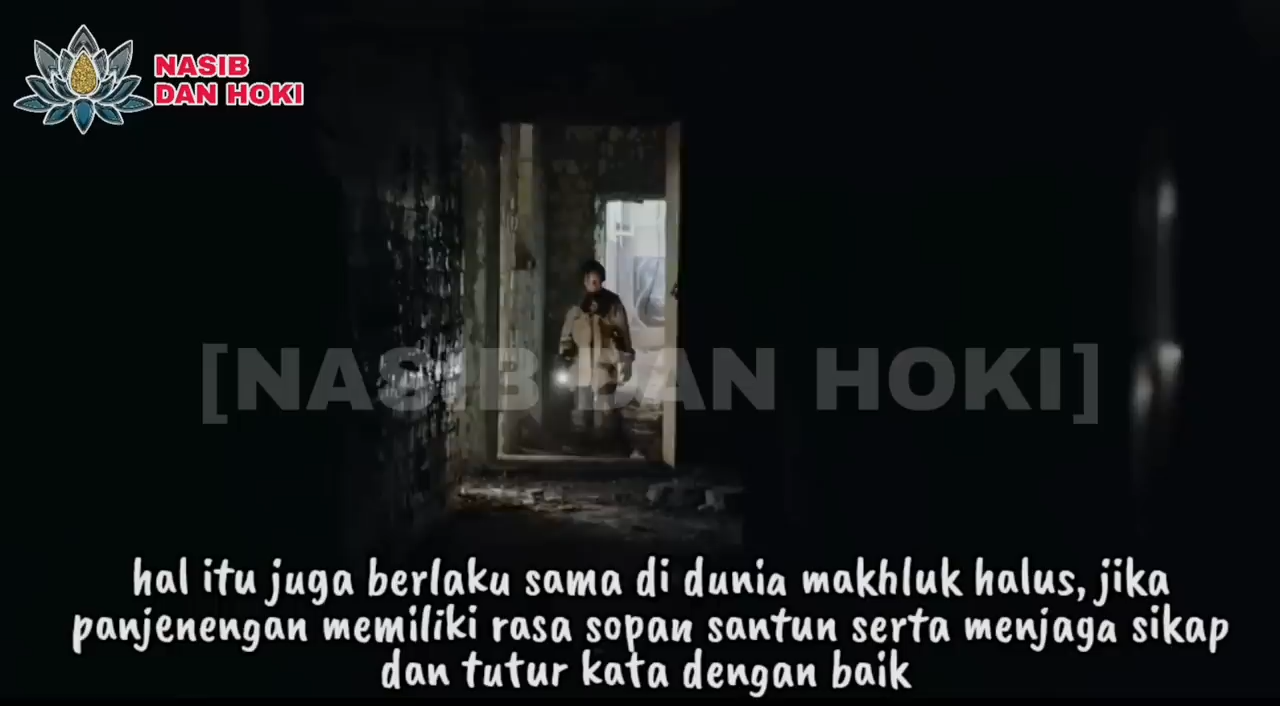 NASIB
DAN HOKI
[NASIB DAN HOKI]
hal itu juga berlaku sama di dunia makhluk halus, jika
panjenengan memiliki rasa sopan santun serta menjaga sikap
dan tutur kata dengan baik